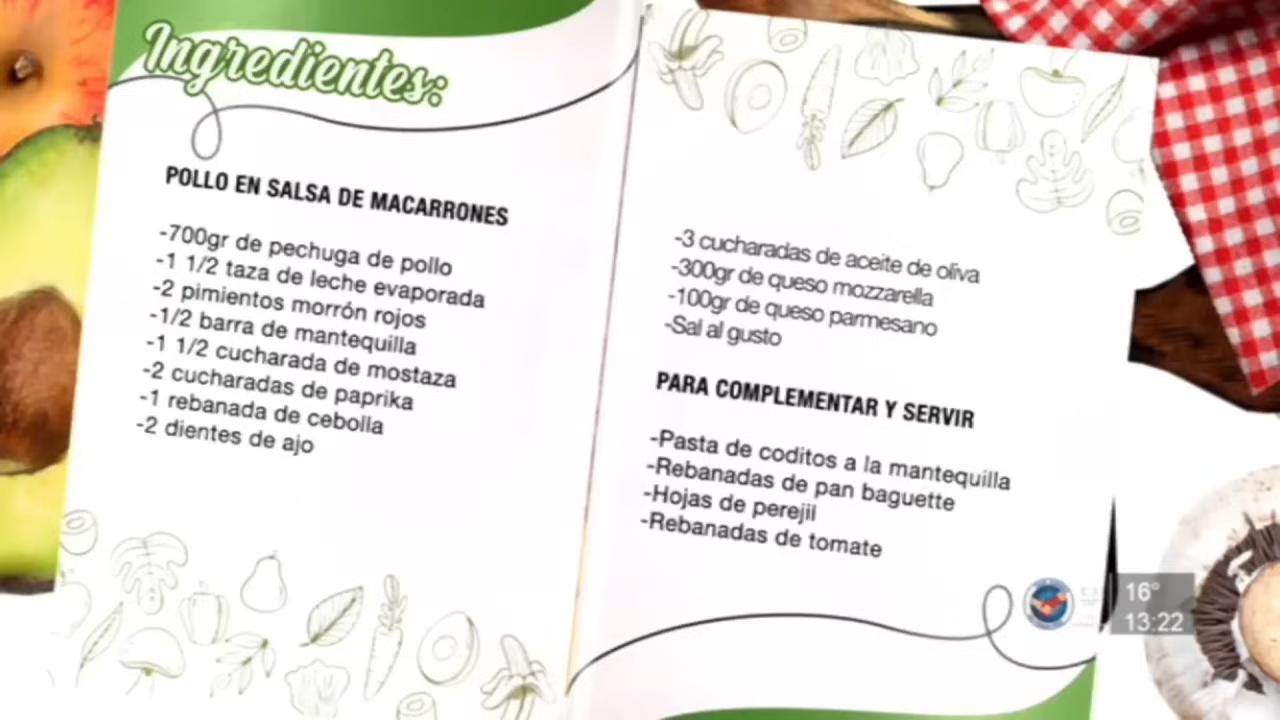 Ingredientes:
POLLO EN SALSA DE MACARRONES
-700gr de pechuga de pollo
-1 1/2 taza de leche evaporada
-2 pimientos morrón rojos
-1/2 barra de mantequilla
-1 1/2 cucharada de mostaza
-2 cucharadas de paprika
-1 rebanada de cebolla
-2 dientes de ajo
-3 cucharadas de aceite de oliva
-300gr de queso mozzarella
-100gr de queso parmesano
-Sal al gusto
PARA COMPLEMENTAR Y SERVIR
-Pasta de coditos a la mantequilla
-Rebanadas de pan baguette
-Hojas de perejil
-Rebanadas de tomate
16°
13:22